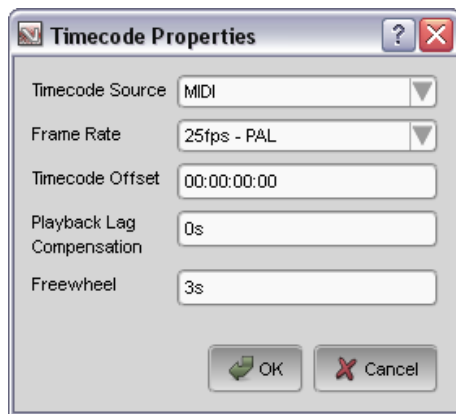 Timecode Properties
?
Timecode Source MIDI
Frame Rate 25fps - PAL
Timecode Offset 00:00:00:00
Playback Lag
Compensation 0s
Freewheel 3s
OK Cancel